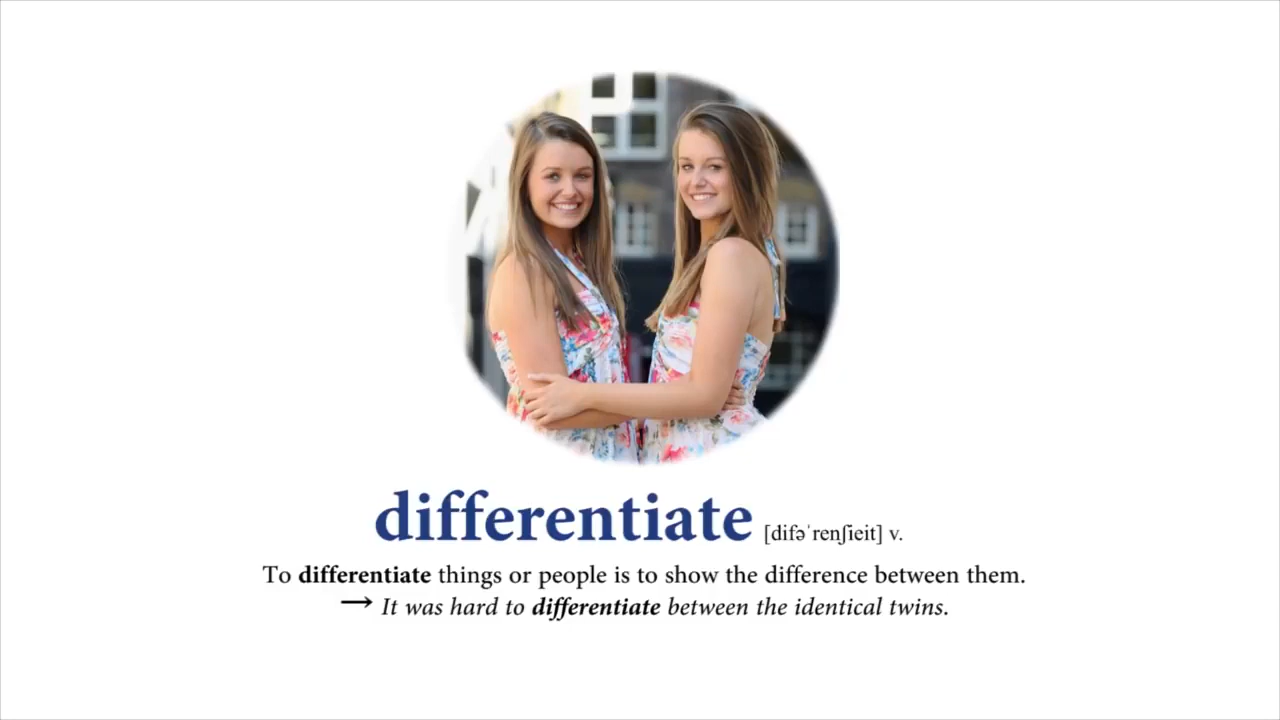 differentiate [difəˈrenʃieit] v.
To differentiate things or people is to show the difference between them.
→ It was hard to differentiate between the identical twins.